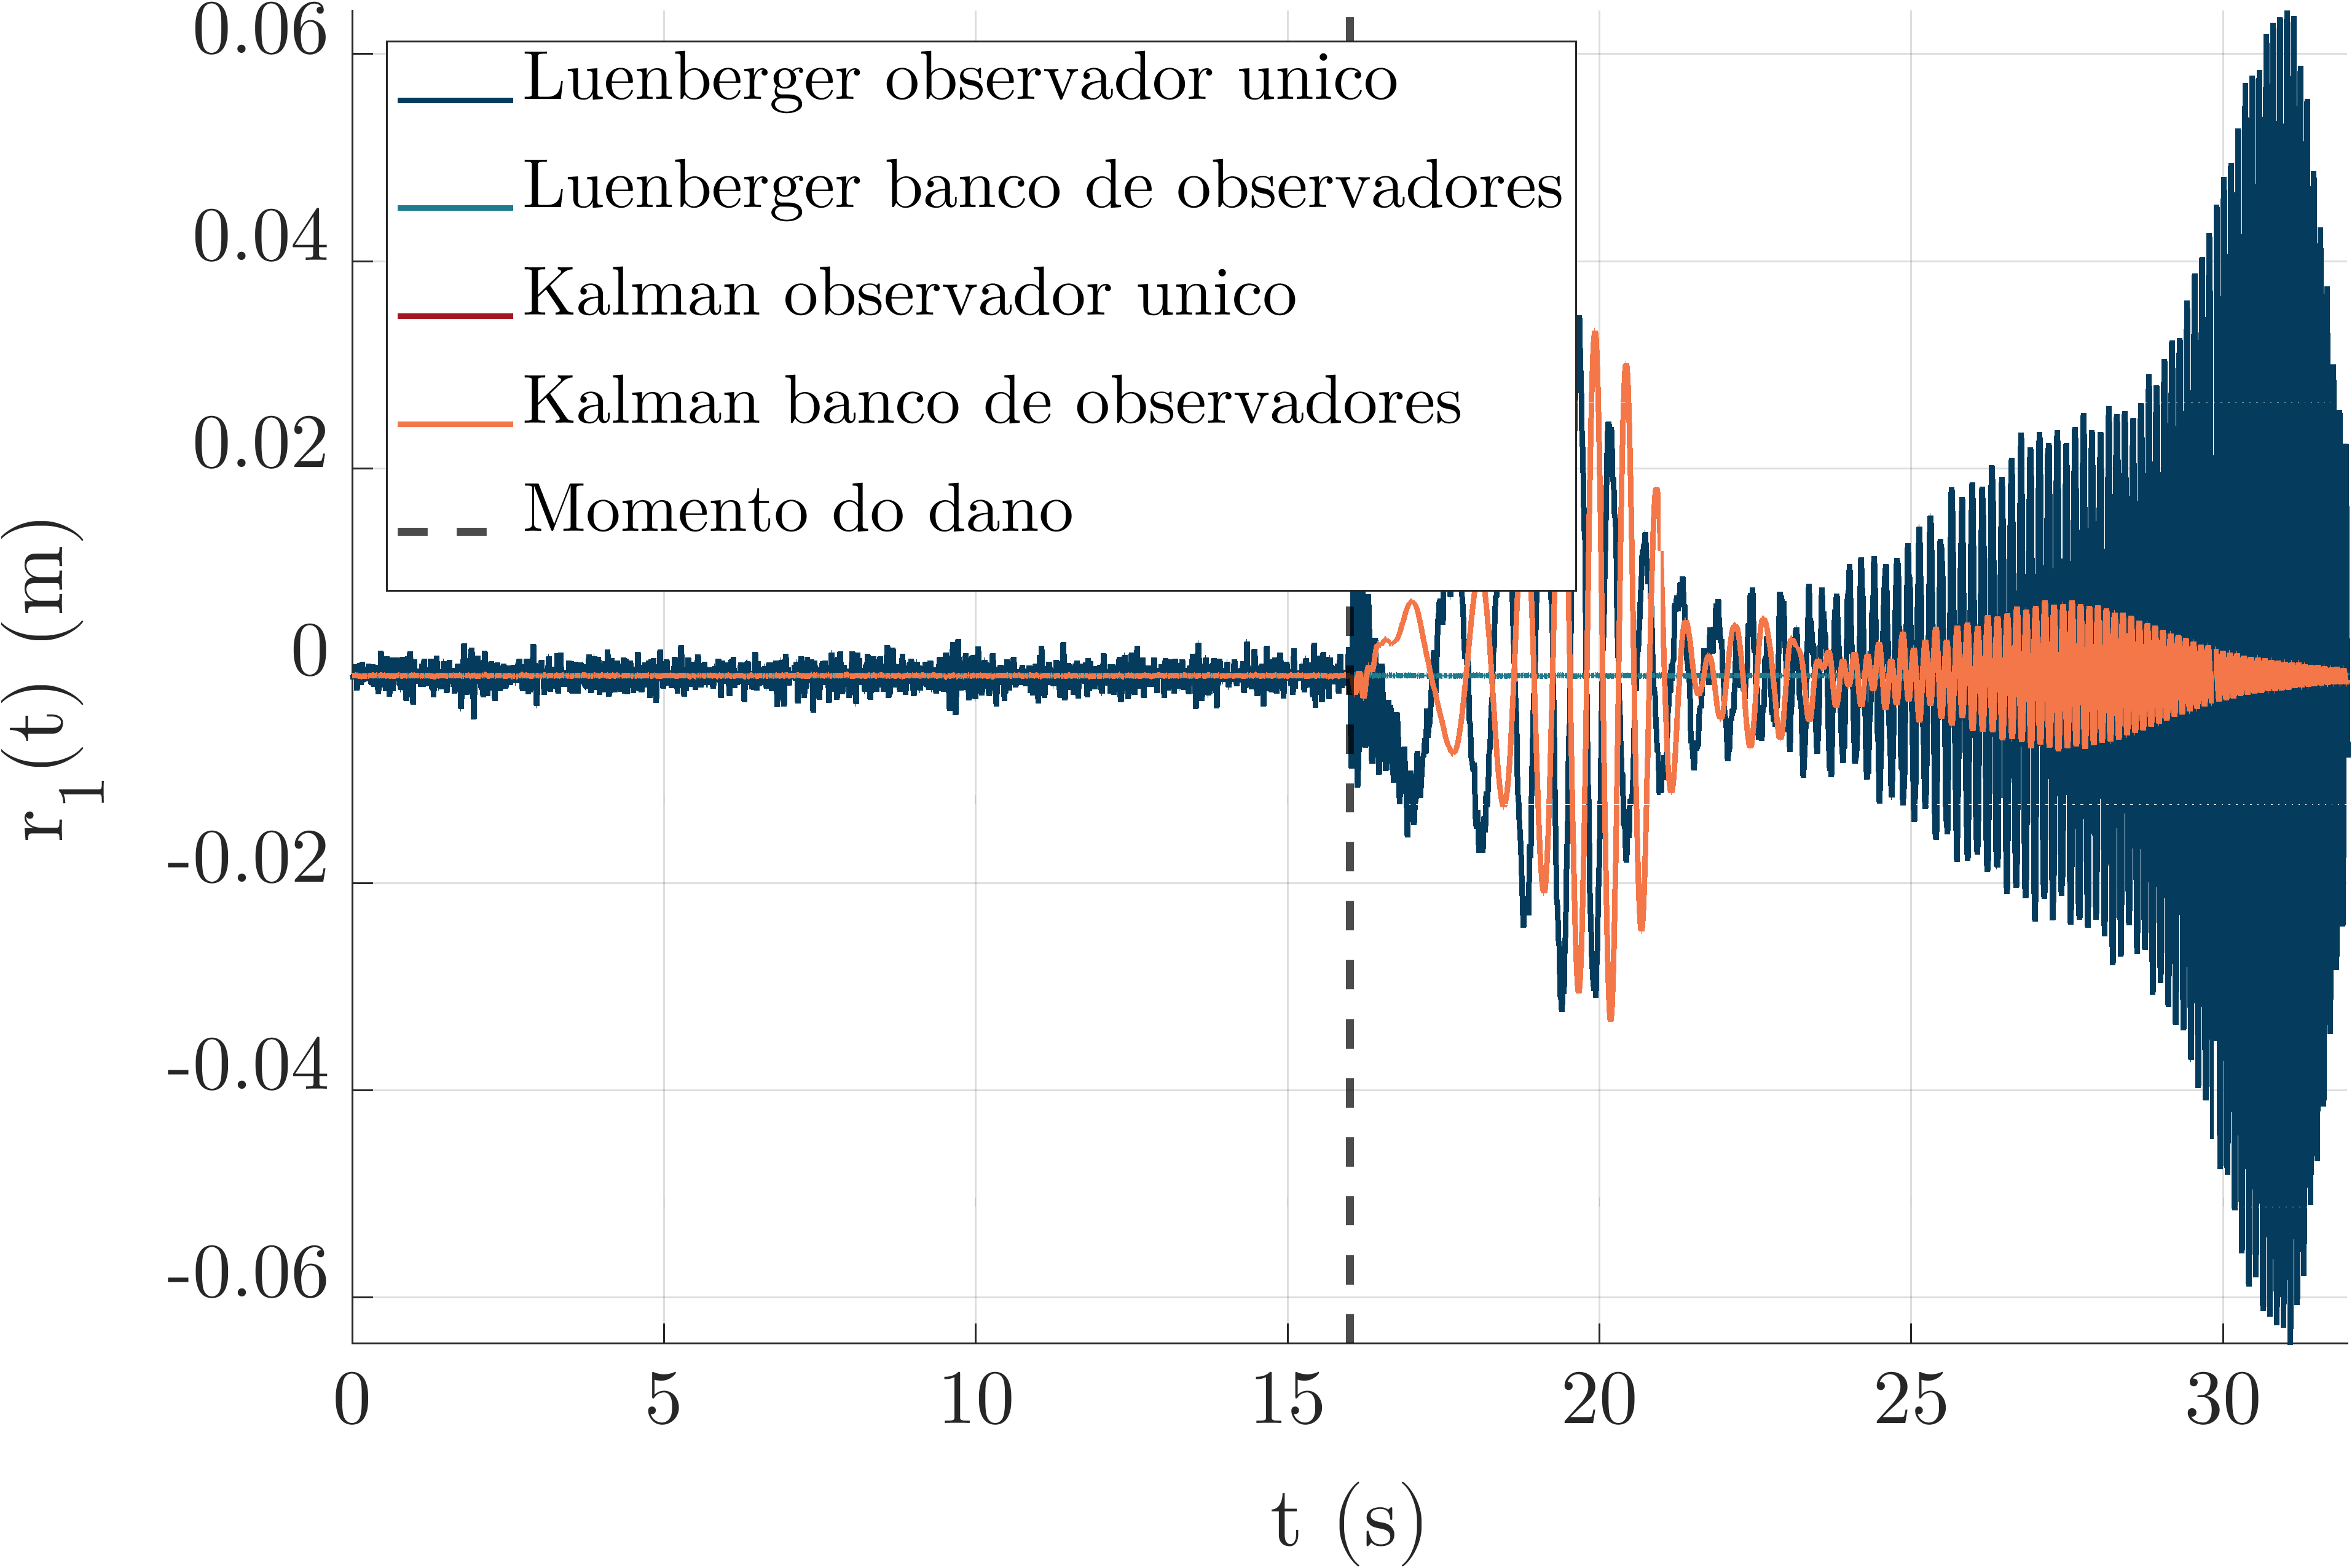 0.06
0.04
0.02
0
-0.02
-0.04
-0.06
r1(t) (m)
Luenberger observador unico
Luenberger banco de observadores
Kalman observador unico
Kalman banco de observadores
Momento do dano
0 5 10 15 20 25 30
t (s)